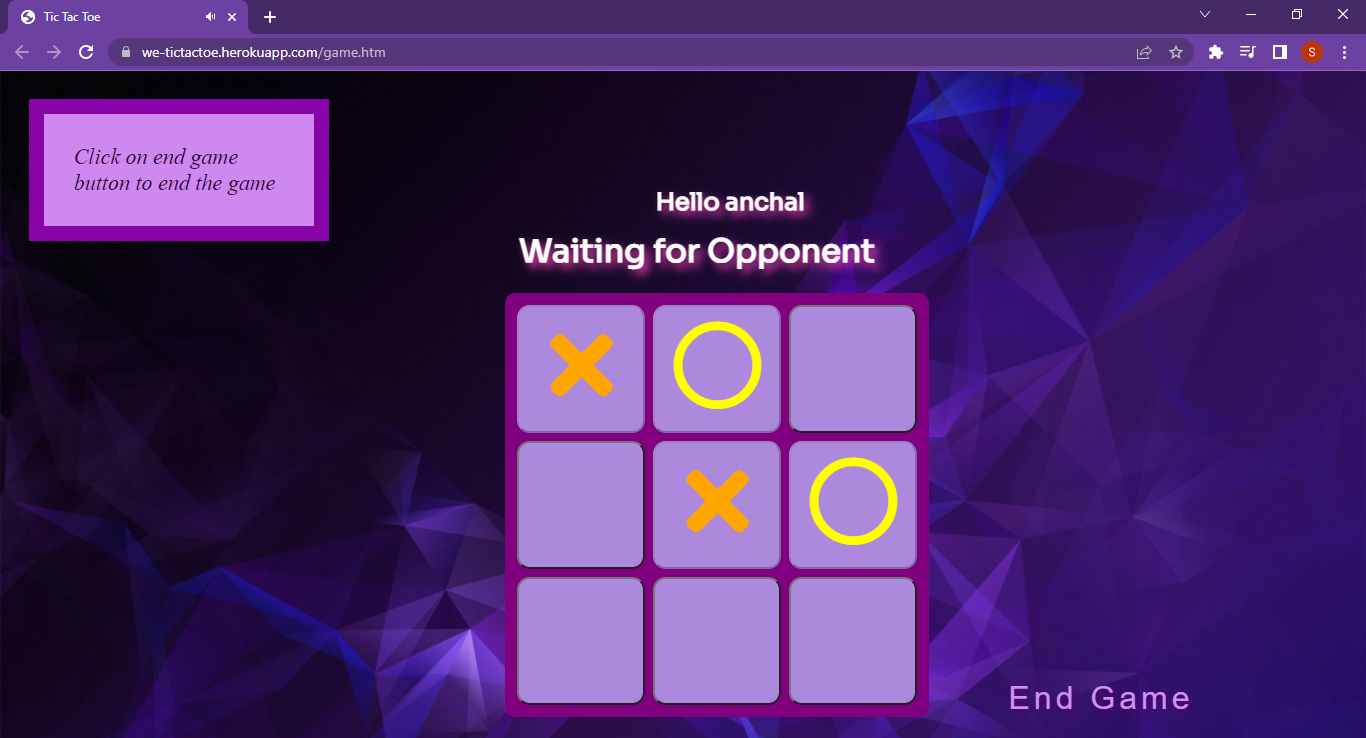 Tic Tac Toe
we-tictactoe.herokuapp.com/game.htm
S
Click on end game
button to end the game
Hello anchal
Waiting for Opponent
End Game